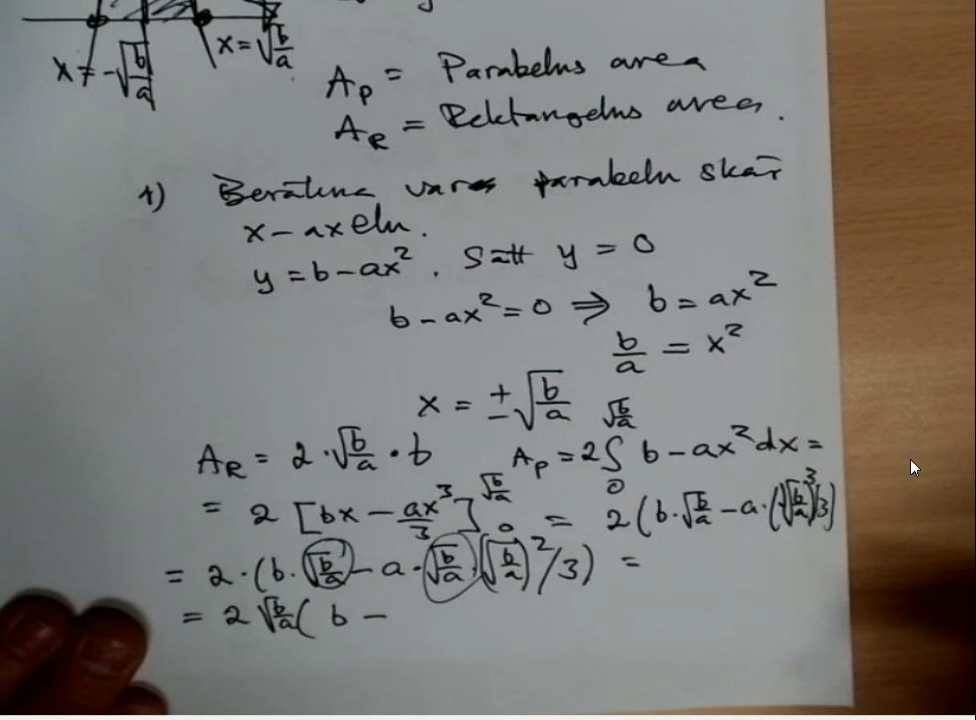 x = -√(b/a)
x = √(b/a)
A_P = Parabelns area
A_R = Rektangelns area.
1) Beräkna var parabeln skär
x-axeln.
y = b - ax². Sätt y = 0
b - ax² = 0 ⇒ b = ax²
b/a = x²
x = ±√(b/a)
A_R = 2·√(b/a)·b
A_P = 2∫₀^√(b/a) b - ax² dx =
= 2 [bx - ax³/3]₀^√(b/a) = 2(b·√(b/a) - a·(√(b/a))³/3)
= 2·(b·√(b/a) - a·√(b/a)·(√(b/a))²/3) =
= 2√(b/a)( b -